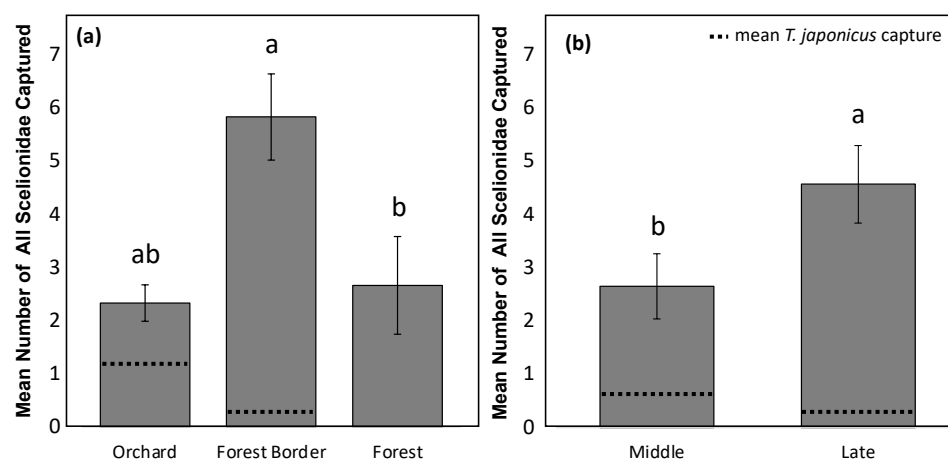 (a)
Mean Number of All Scelionidae Captured
7
6
5
4
3
2
1
0
ab
a
b
Orchard Forest Border Forest
(b)
mean T. japonicus capture
Mean Number of All Scelionidae Captured
7
6
5
4
3
2
1
0
b
a
Middle Late